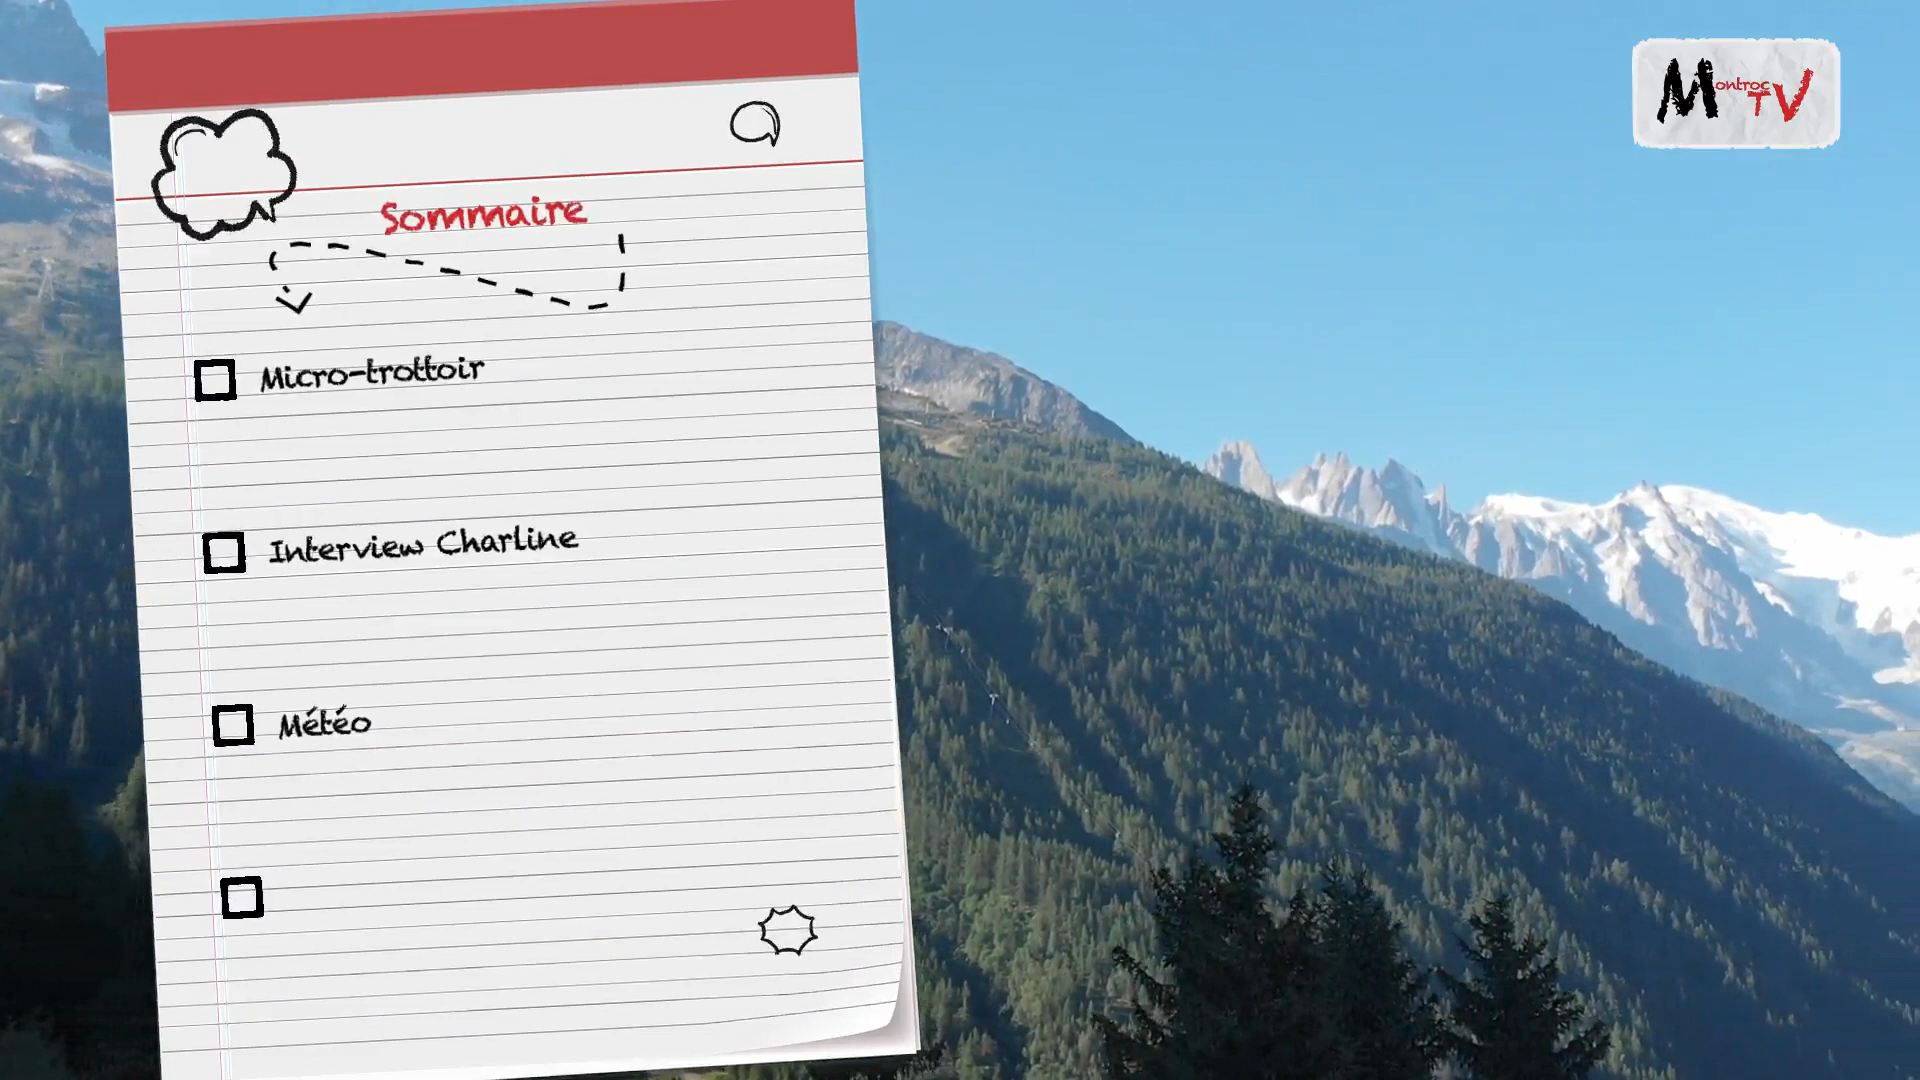 Montroc TV
Sommaire
Micro-trottoir
Interview Charline
Météo